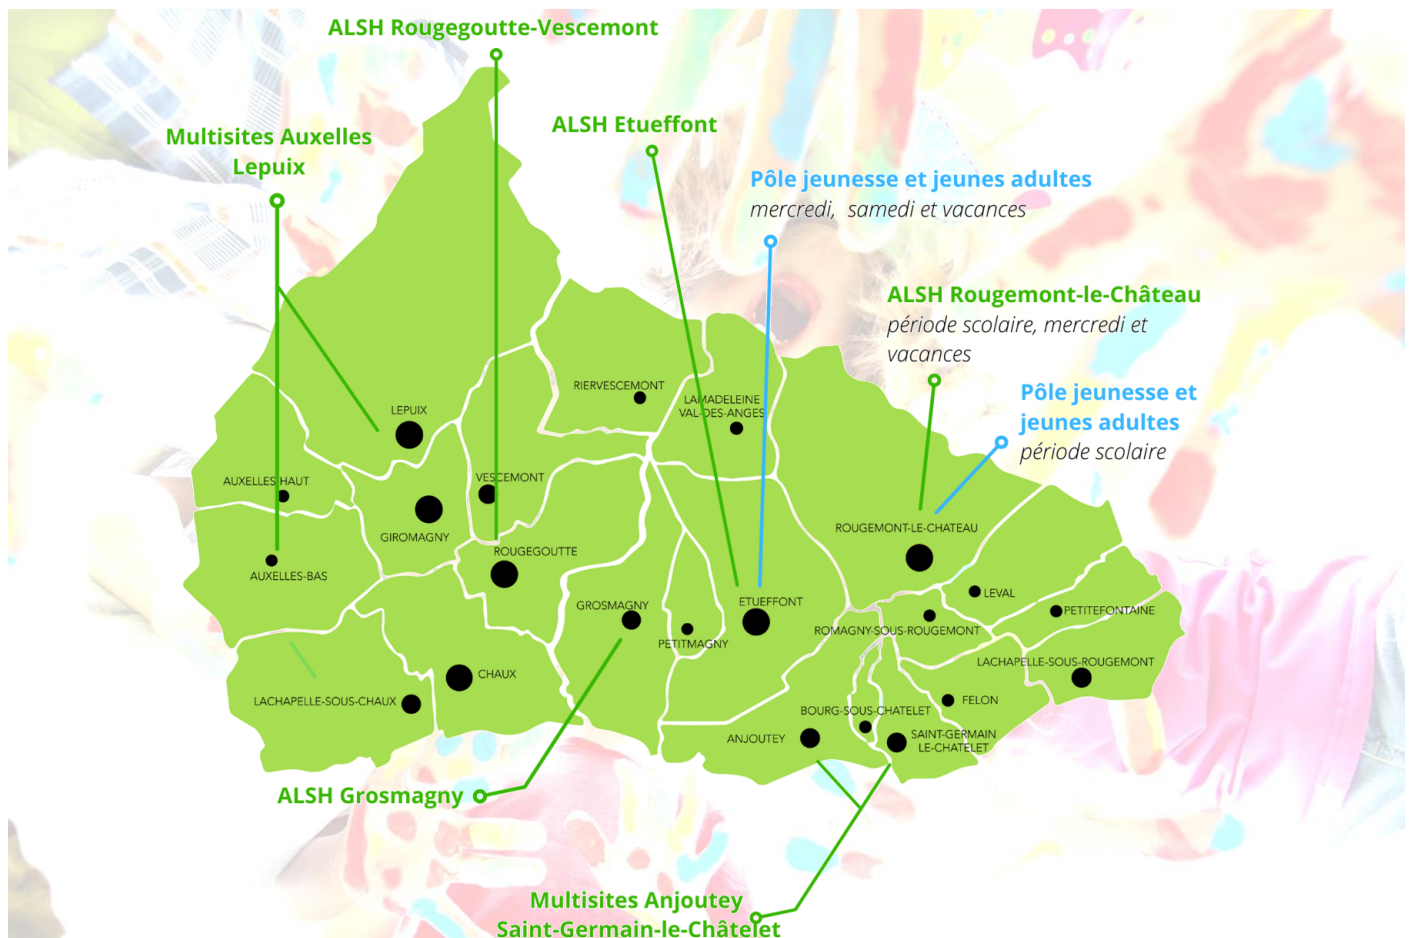 ALSH Rougegoutte-Vescemont
ALSH Etueffont
Multisites Auxelles
Lepuix
Pôle jeunesse et jeunes adultes
mercredi, samedi et vacances
ALSH Rougemont-le-Château
période scolaire, mercredi et
vacances
Pôle jeunesse et
jeunes adultes
période scolaire
RIERVESCEMONT
LAMADELEINE
VAL-DES-ANGES
LEPUIX
AUXELLES-HAUT
VESCEMONT
GIROMAGNY
ROUGEMONT-LE-CHATEAU
ROUGEGOUTTE
AUXELLES-BAS
LEVAL
ETUEFFONT
GROSMAGNY
PETITEFONTAINE
ROMAGNY-SOUS-ROUGEMONT
PETITMAGNY
LACHAPELLE-SOUS-ROUGEMONT
CHAUX
LACHAPELLE-SOUS-CHAUX
FELON
BOURG-SOUS-CHATELET
ANJOUTEY
SAINT-GERMAIN
LE-CHATELET
ALSH Grosmagny
Multisites Anjoutey
Saint-Germain-le-Châtelet